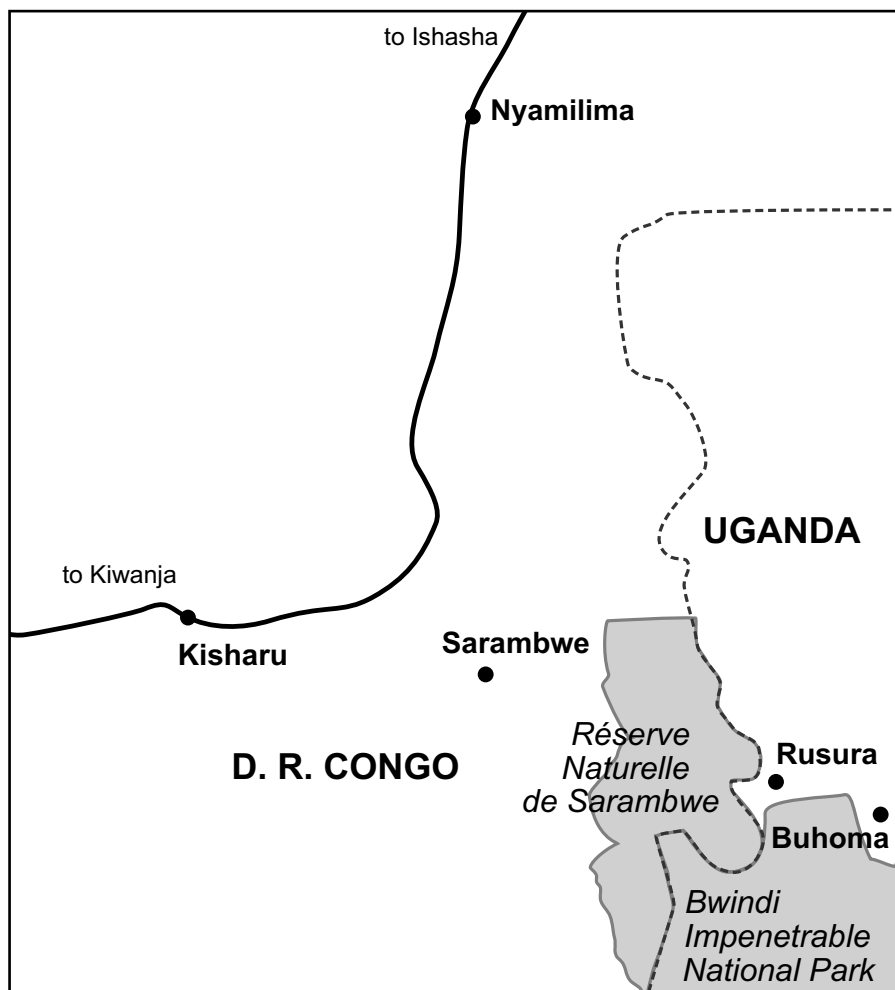 to Ishasha
Nyamilima
UGANDA
to Kiwanja
Kisharu
Sarambwe
D. R. CONGO
Réserve
Naturelle
de Sarambwe
Rusura
Buhoma
Bwindi
Impenetrable
National Park